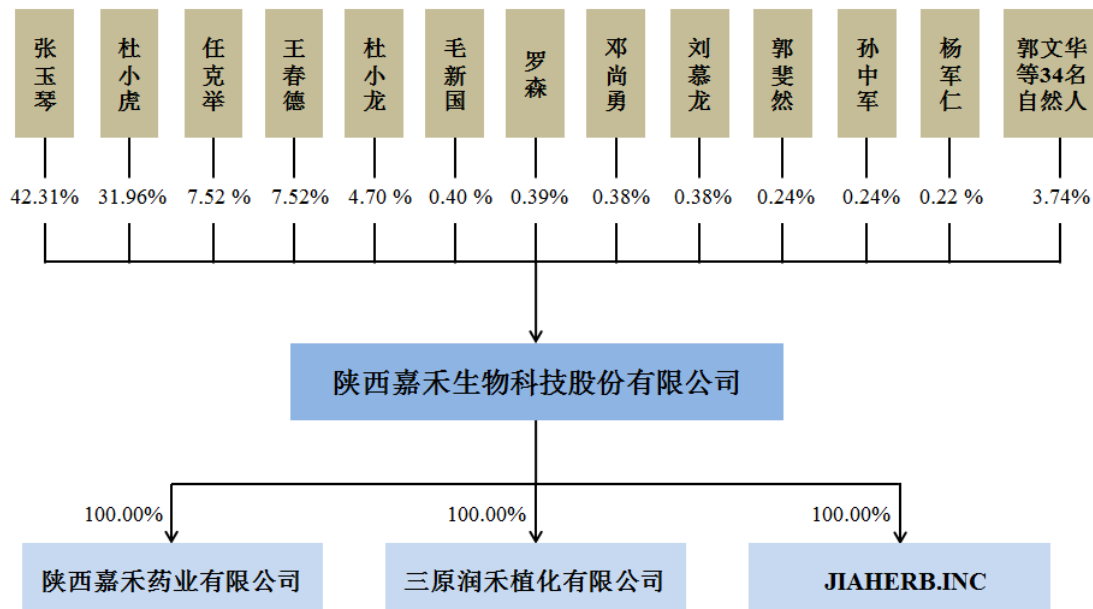 张玉琴
杜小虎
任克举
王春德
杜小龙
毛新国
罗森
邓尚勇
刘慕龙
郭斐然
孙中军
杨军仁
郭文华
等34名
自然人
42.31%
31.96%
7.52 %
7.52%
4.70 %
0.40 %
0.39%
0.38%
0.38%
0.24%
0.24%
0.22 %
3.74%
陕西嘉禾生物科技股份有限公司
100.00%
100.00%
100.00%
陕西嘉禾药业有限公司
三原润禾植化有限公司
JIAHERB.INC